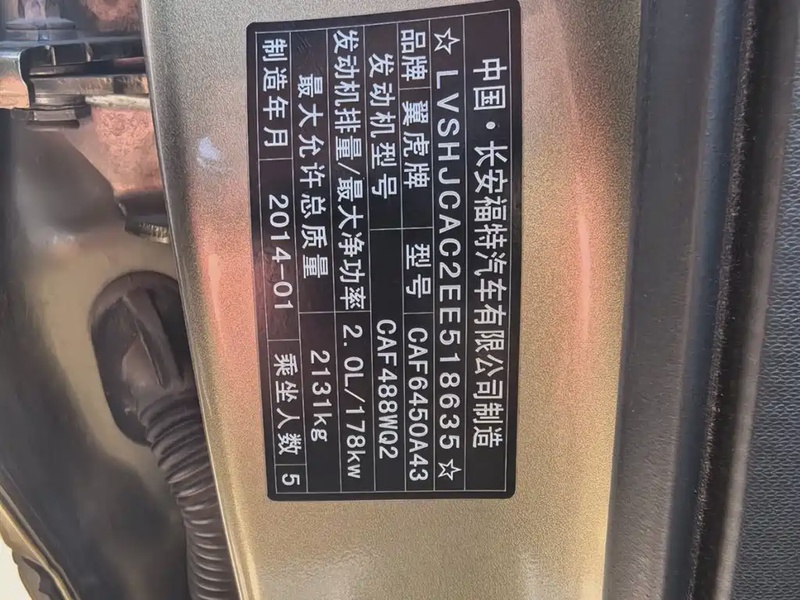 中国·长安福特汽车有限公司制造
☆LVSHJCAC2EE518635☆
品牌 翼虎牌 型号 CAF6450A43
发动机型号 CAF488WQ2
发动机排量/最大净功率 2.0L/178kw
最大允许总质量 2131kg
制造年月 2014-01 乘坐人数 5